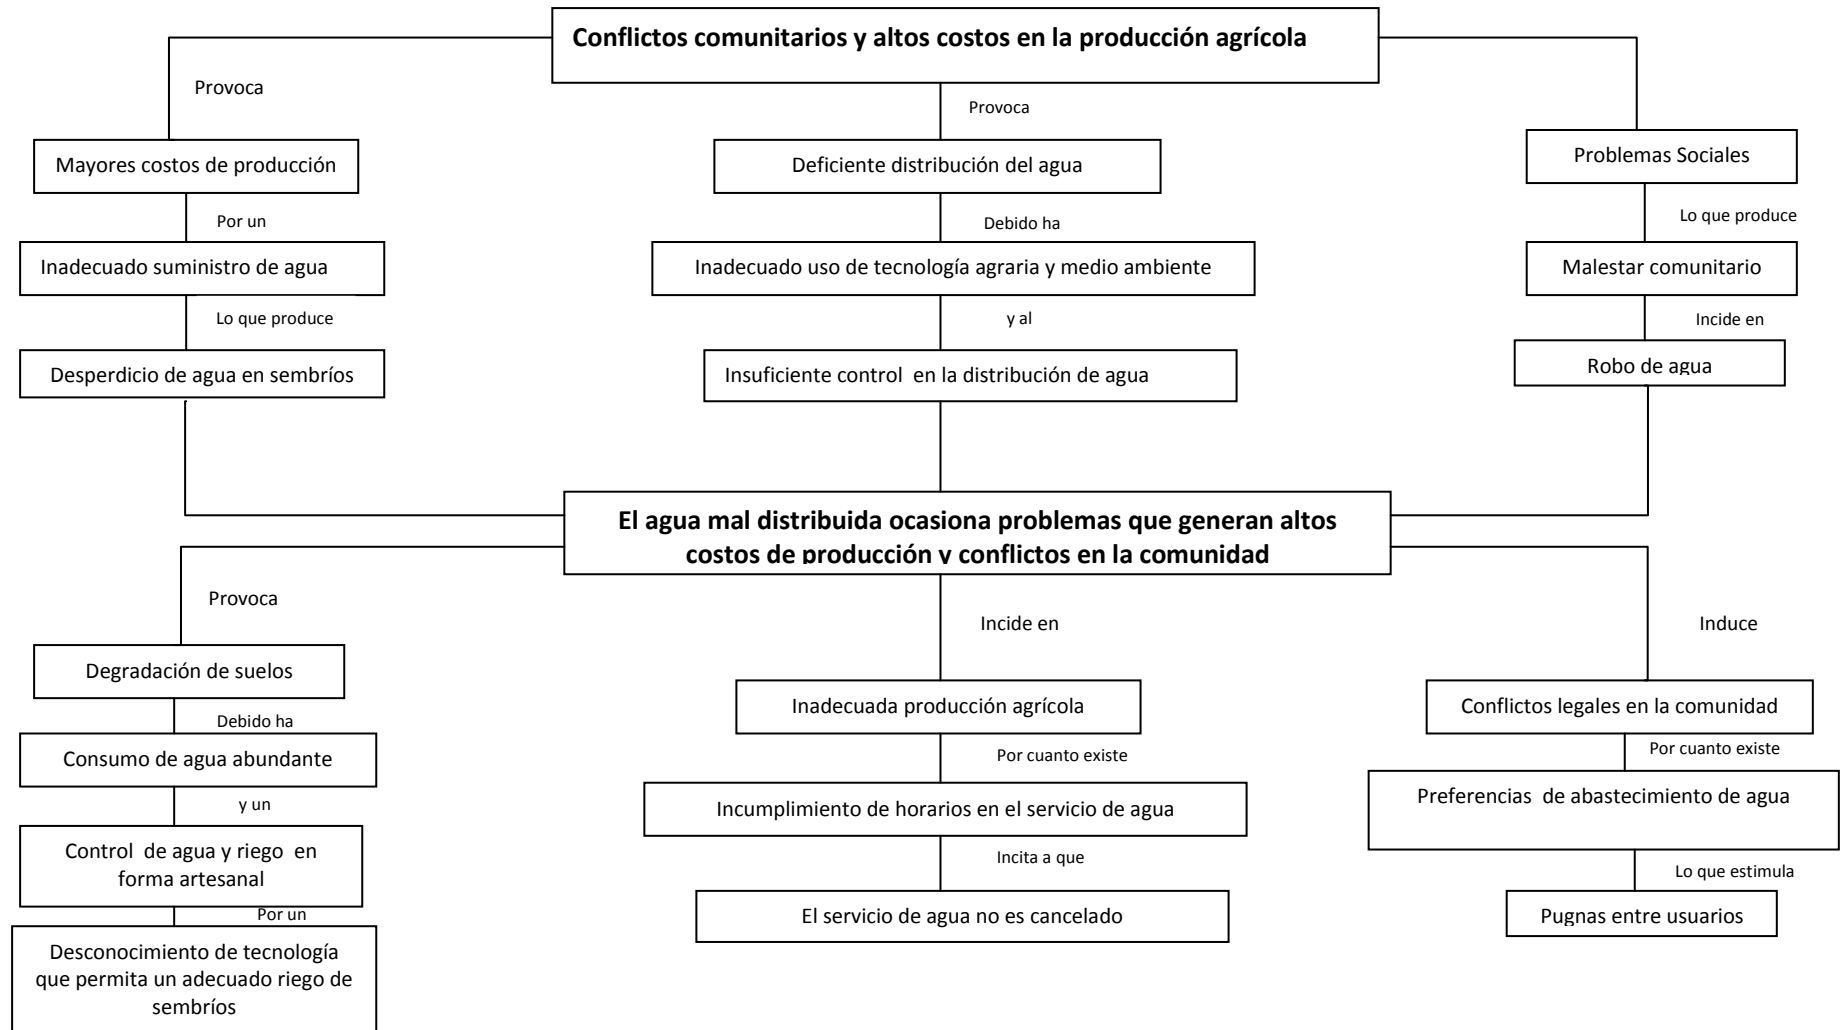 Conflictos comunitarios y altos costos en la producción agrícola
Provoca
Provoca
Mayores costos de producción
Deficiente distribución del agua
Problemas Sociales
Por un
Debido ha
Lo que produce
Inadecuado suministro de agua
Inadecuado uso de tecnología agraria y medio ambiente
Malestar comunitario
Lo que produce
y al
Incide en
Desperdicio de agua en sembríos
Insuficiente control en la distribución de agua
Robo de agua
El agua mal distribuida ocasiona problemas que generan altos
costos de producción y conflictos en la comunidad
Provoca
Incide en
Induce
Degradación de suelos
Inadecuada producción agrícola
Conflictos legales en la comunidad
Debido ha
Por cuanto existe
Por cuanto existe
Consumo de agua abundante
Incumplimiento de horarios en el servicio de agua
Preferencias de abastecimiento de agua
y un
Incita a que
Lo que estimula
Control de agua y riego en
forma artesanal
El servicio de agua no es cancelado
Pugnas entre usuarios
Por un
Desconocimiento de tecnología
que permita un adecuado riego de
sembríos